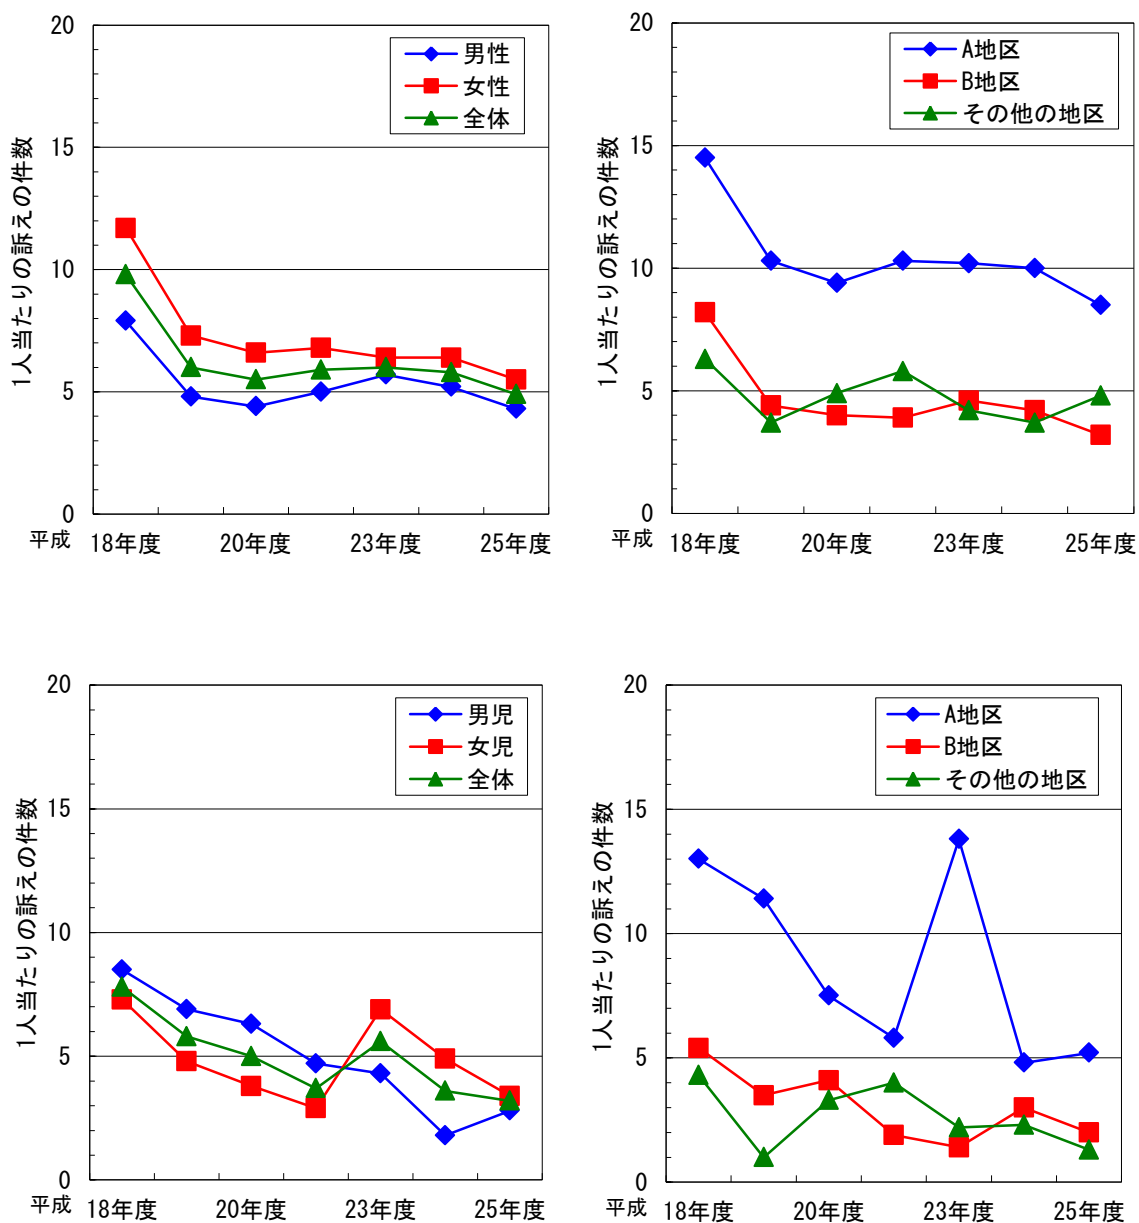 20
15
10
5
0
1人当たりの訴えの件数
男性
女性
全体
平成
18年度
20年度
23年度
25年度
20
15
10
5
0
1人当たりの訴えの件数
A地区
B地区
その他の地区
平成
18年度
20年度
23年度
25年度
20
15
10
5
0
1人当たりの訴えの件数
男児
女児
全体
平成
18年度
20年度
23年度
25年度
20
15
10
5
0
1人当たりの訴えの件数
A地区
B地区
その他の地区
平成
18年度
20年度
23年度
25年度